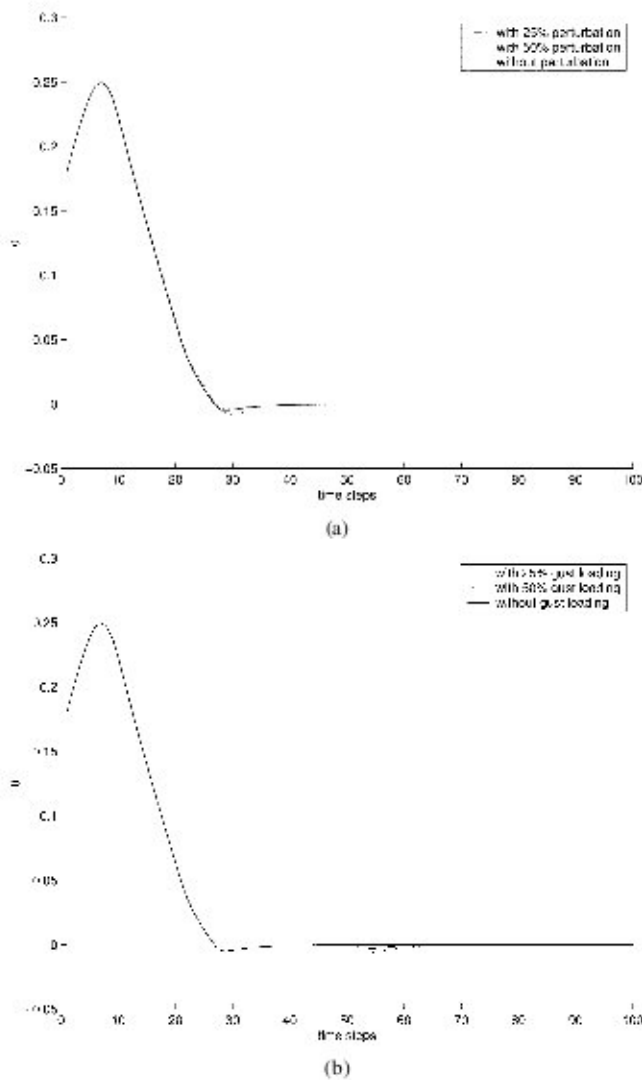 0.3
with 25% perturbation
with 50% perturbation
without perturbation
0.25
0.2
0.15
0.1
0.05
0
-0.05
0 10 20 30 40 50 60 70 80 90 100
time steps
(a)
0.3
with 25% gust loading
with 50% gust loading
without gust loading
0.25
0.2
0.15
0.1
0.05
0
-0.05
0 10 20 30 40 50 60 70 80 90 100
time steps
(b)